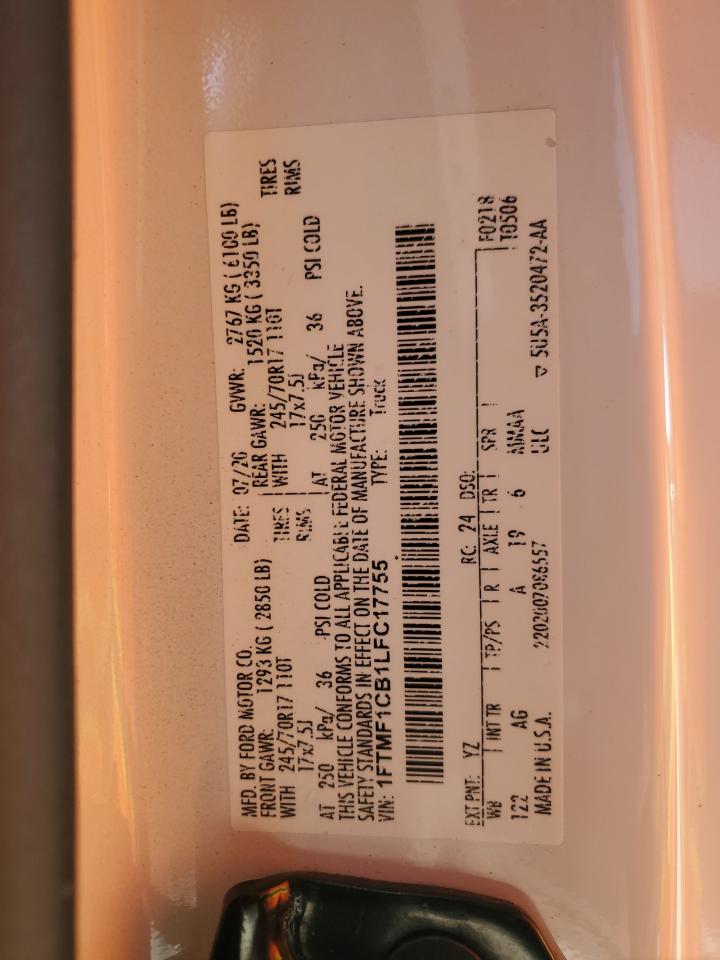 MFD. BY FORD MOTOR CO.
DATE: 07/20 GVWR: 2767 KG ( 6100 LB)
FRONT GAWR: 1293 KG ( 2850 LB)
REAR GAWR: 1520 KG ( 3350 LB)
WITH 245/70R17 110T TIRES
WITH 245/70R17 110T TIRES
17x7.5J RIMS
17x7.5J RIMS
AT 250 kPa/ 36 PSI COLD
AT 250 kPa/ 36 PSI COLD
THIS VEHICLE CONFORMS TO ALL APPLICABLE FEDERAL MOTOR VEHICLE
SAFETY STANDARDS IN EFFECT ON THE DATE OF MANUFACTURE SHOWN ABOVE.
VIN: 1FTMF1CB1LFC17755
TYPE: Truck
EXT PNT: YZ RC: 24 DSO: F0218
WB INT TR TP/PS R AXLE TR SPR T0506
122 AG A 19 6 AMMAA
MADE IN U.S.A. ULC
▽ 5U5A-3520472-AA